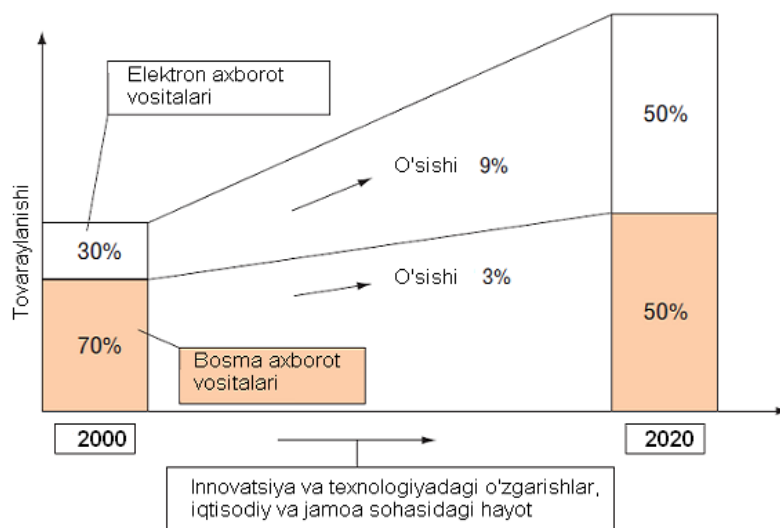 Tovaraylanishi
Elektron axborot
vositalari
30%
70%
Bosma axborot
vositalari
O'sishi 9%
O'sishi 3%
50%
50%
2000
2020
Innovatsiya va texnologiyadagi o'zgarishlar,
iqtisodiy va jamoa sohasidagi hayot